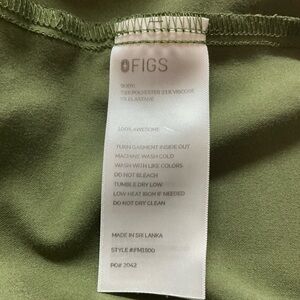 FIGS
BODY:
72% POLYESTER 21% VISCOSE
7% ELASTANE
100% AWESOME
TURN GARMENT INSIDE OUT
MACHINE WASH COLD
WASH WITH LIKE COLORS
DO NOT BLEACH
TUMBLE DRY LOW
LOW HEAT IRON IF NEEDED
DO NOT DRY CLEAN
MADE IN SRI LANKA
STYLE
PO# 2042